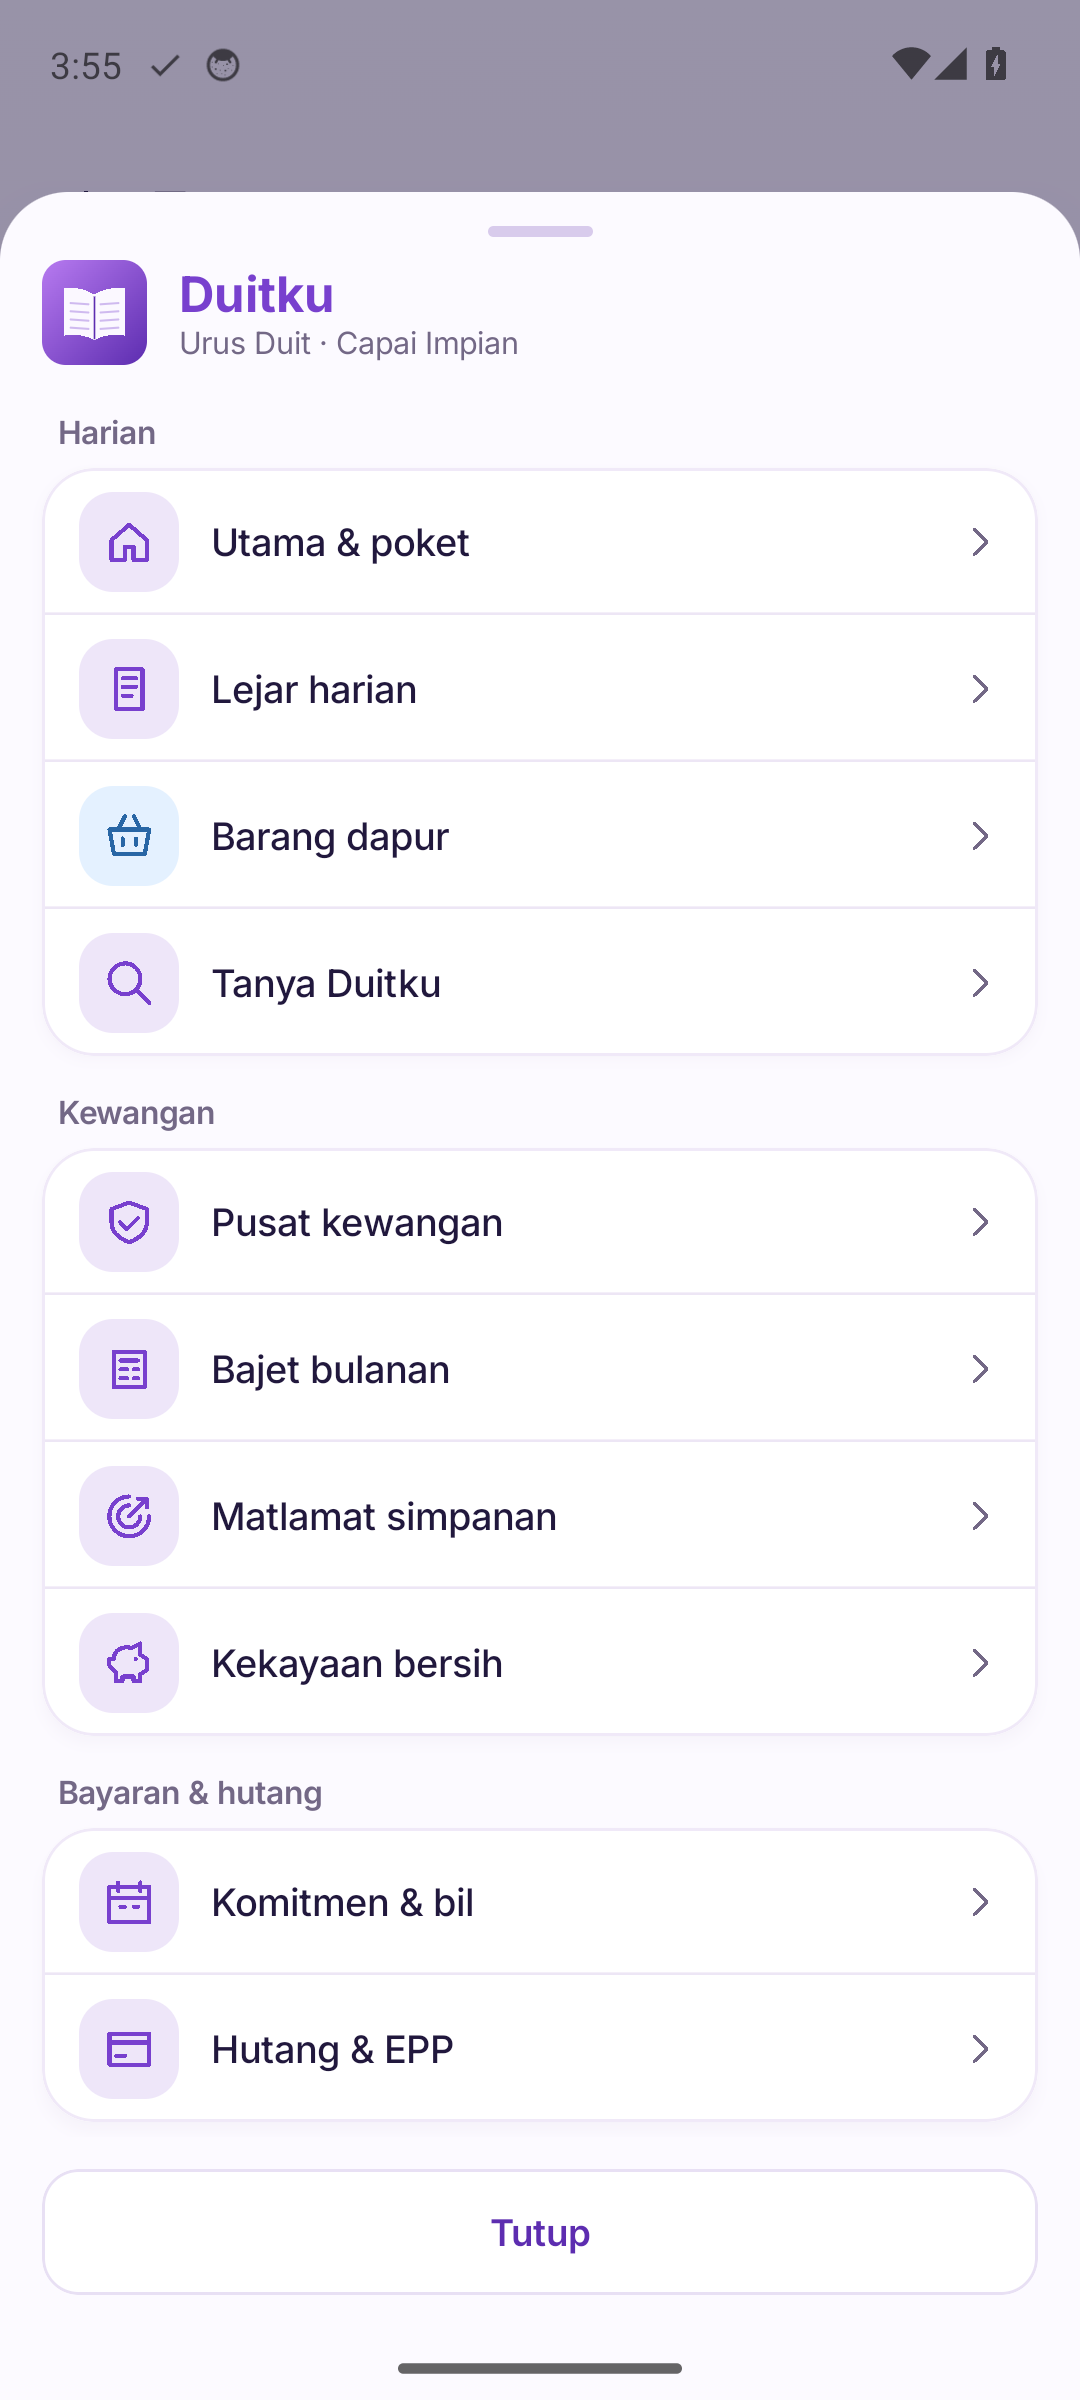 3:55
Duitku
Urus Duit · Capai Impian
Harian
Utama & poket
Lejar harian
Barang dapur
Tanya Duitku
Kewangan
Pusat kewangan
Bajet bulanan
Matlamat simpanan
Kekayaan bersih
Bayaran & hutang
Komitmen & bil
Hutang & EPP
Tutup